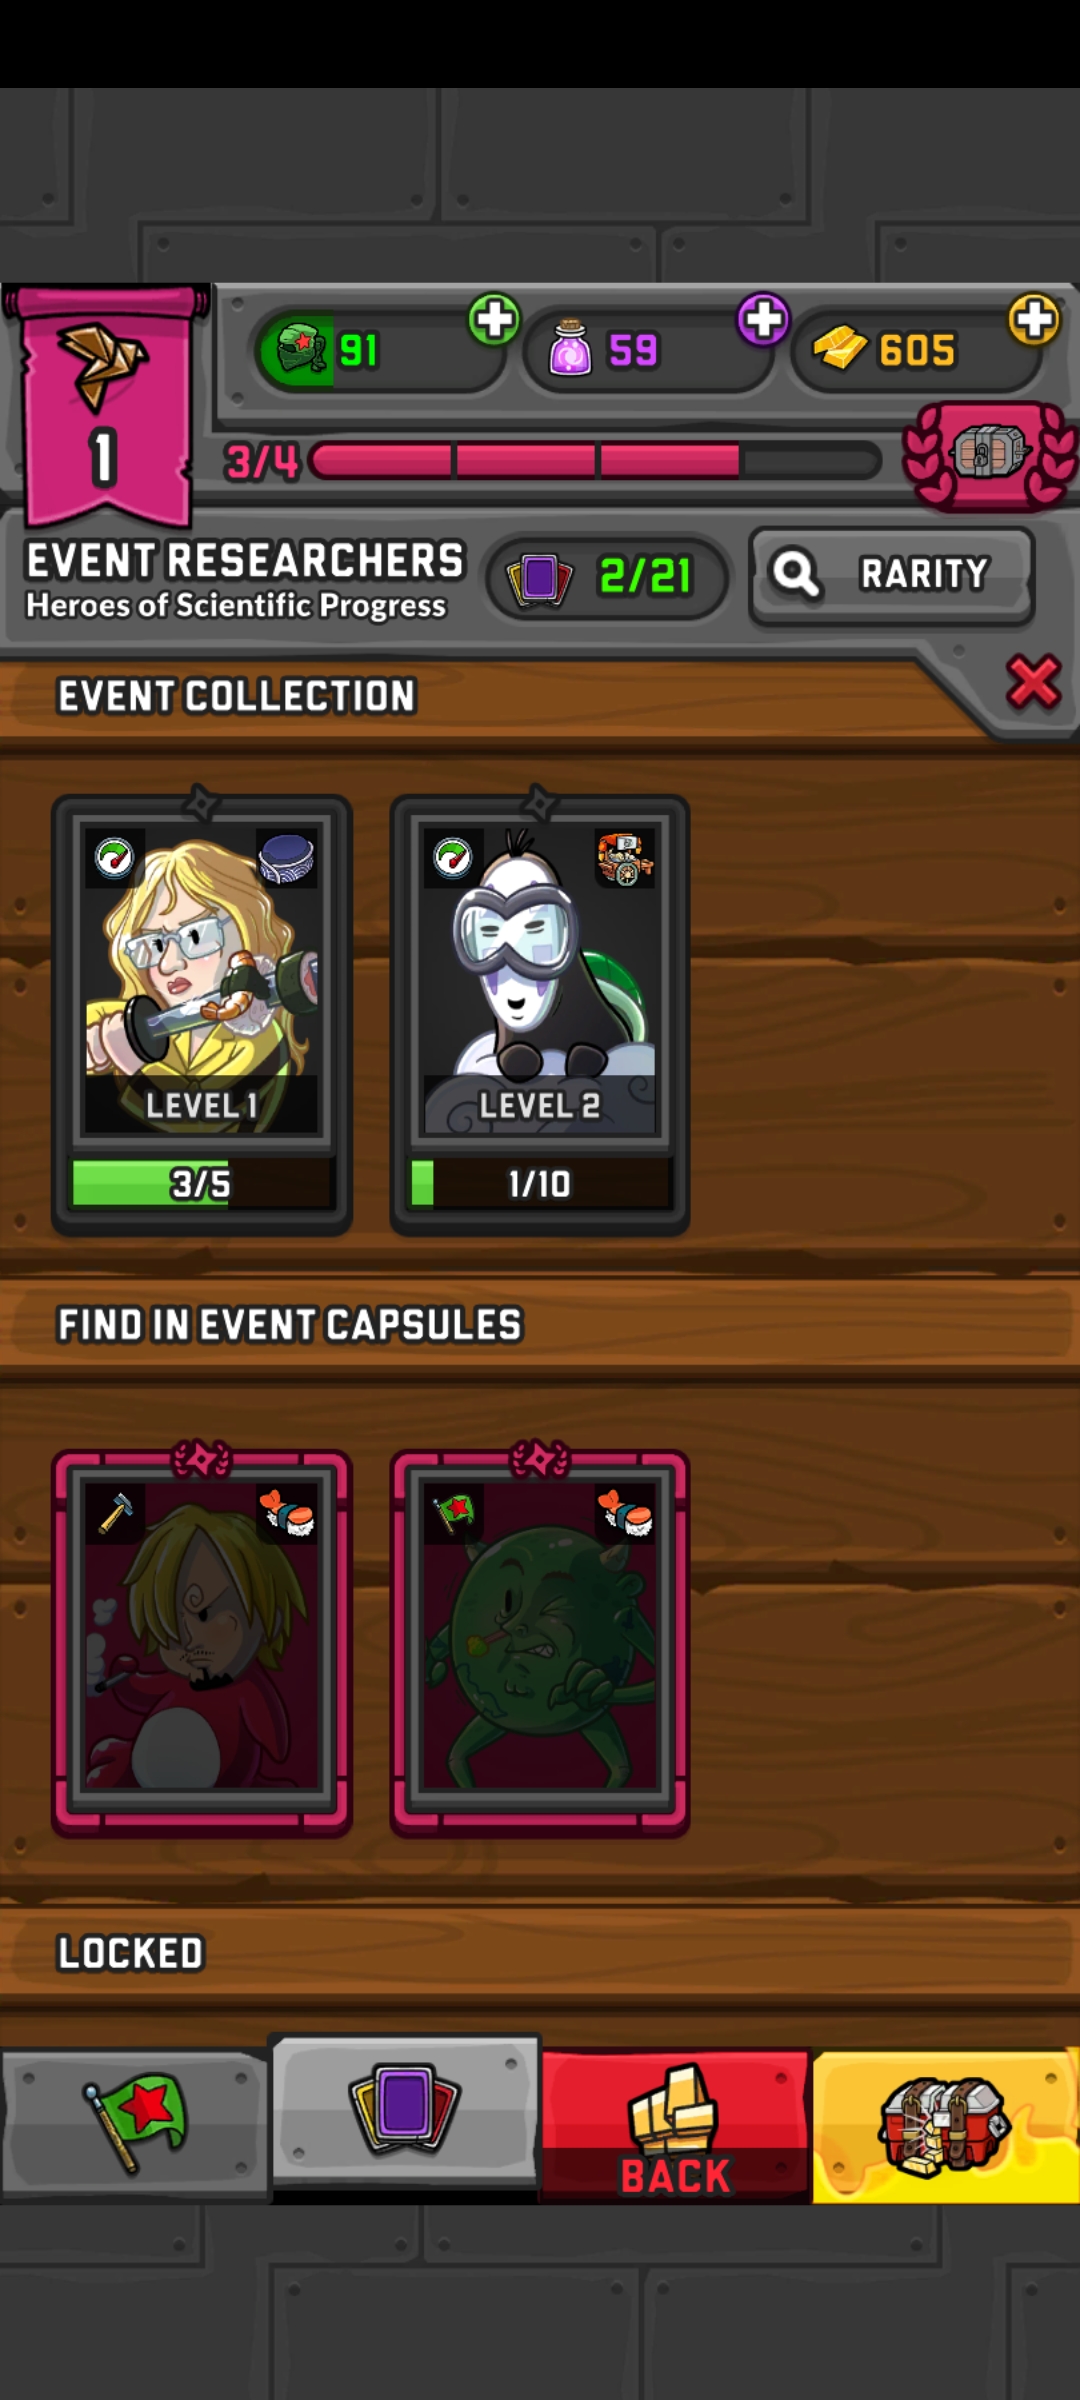 91
59
605
1
3/4
EVENT RESEARCHERS
Heroes of Scientific Progress
2/21
RARITY
EVENT COLLECTION
LEVEL 1
LEVEL 2
3/5
1/10
FIND IN EVENT CAPSULES
LOCKED
BACK